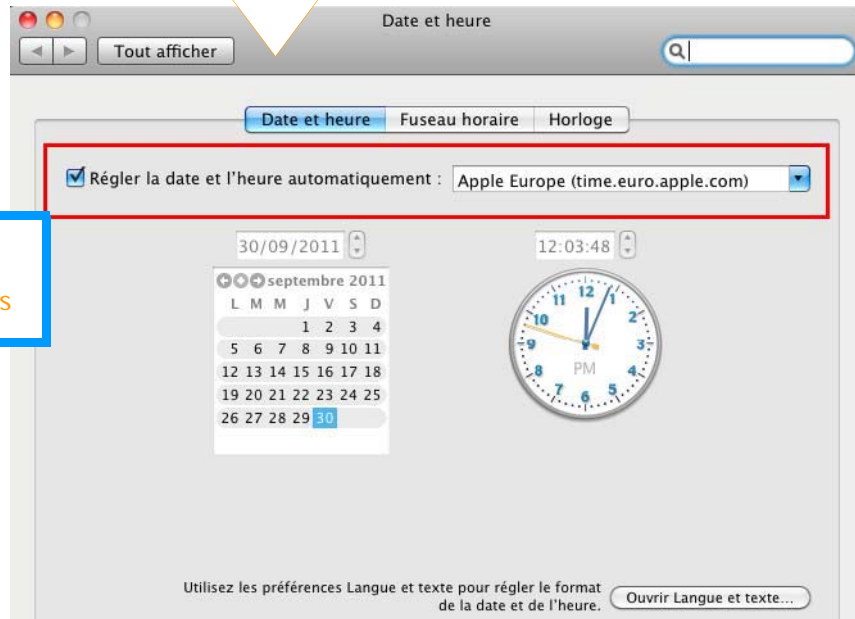 Date et heure
Tout afficher
Date et heure Fuseau horaire Horloge
Régler la date et l'heure automatiquement : Apple Europe (time.euro.apple.com)
30/09/2011 12:03:48
septembre 2011
L M M J V S D
1 2 3 4
5 6 7 8 9 10 11
12 13 14 15 16 17 18
19 20 21 22 23 24 25
26 27 28 29 30
12
1
2
3
4
5
6
7
8
9
10
11
PM
s
Utilisez les préférences Langue et texte pour régler le format
de la date et de l'heure.
Ouvrir Langue et texte...